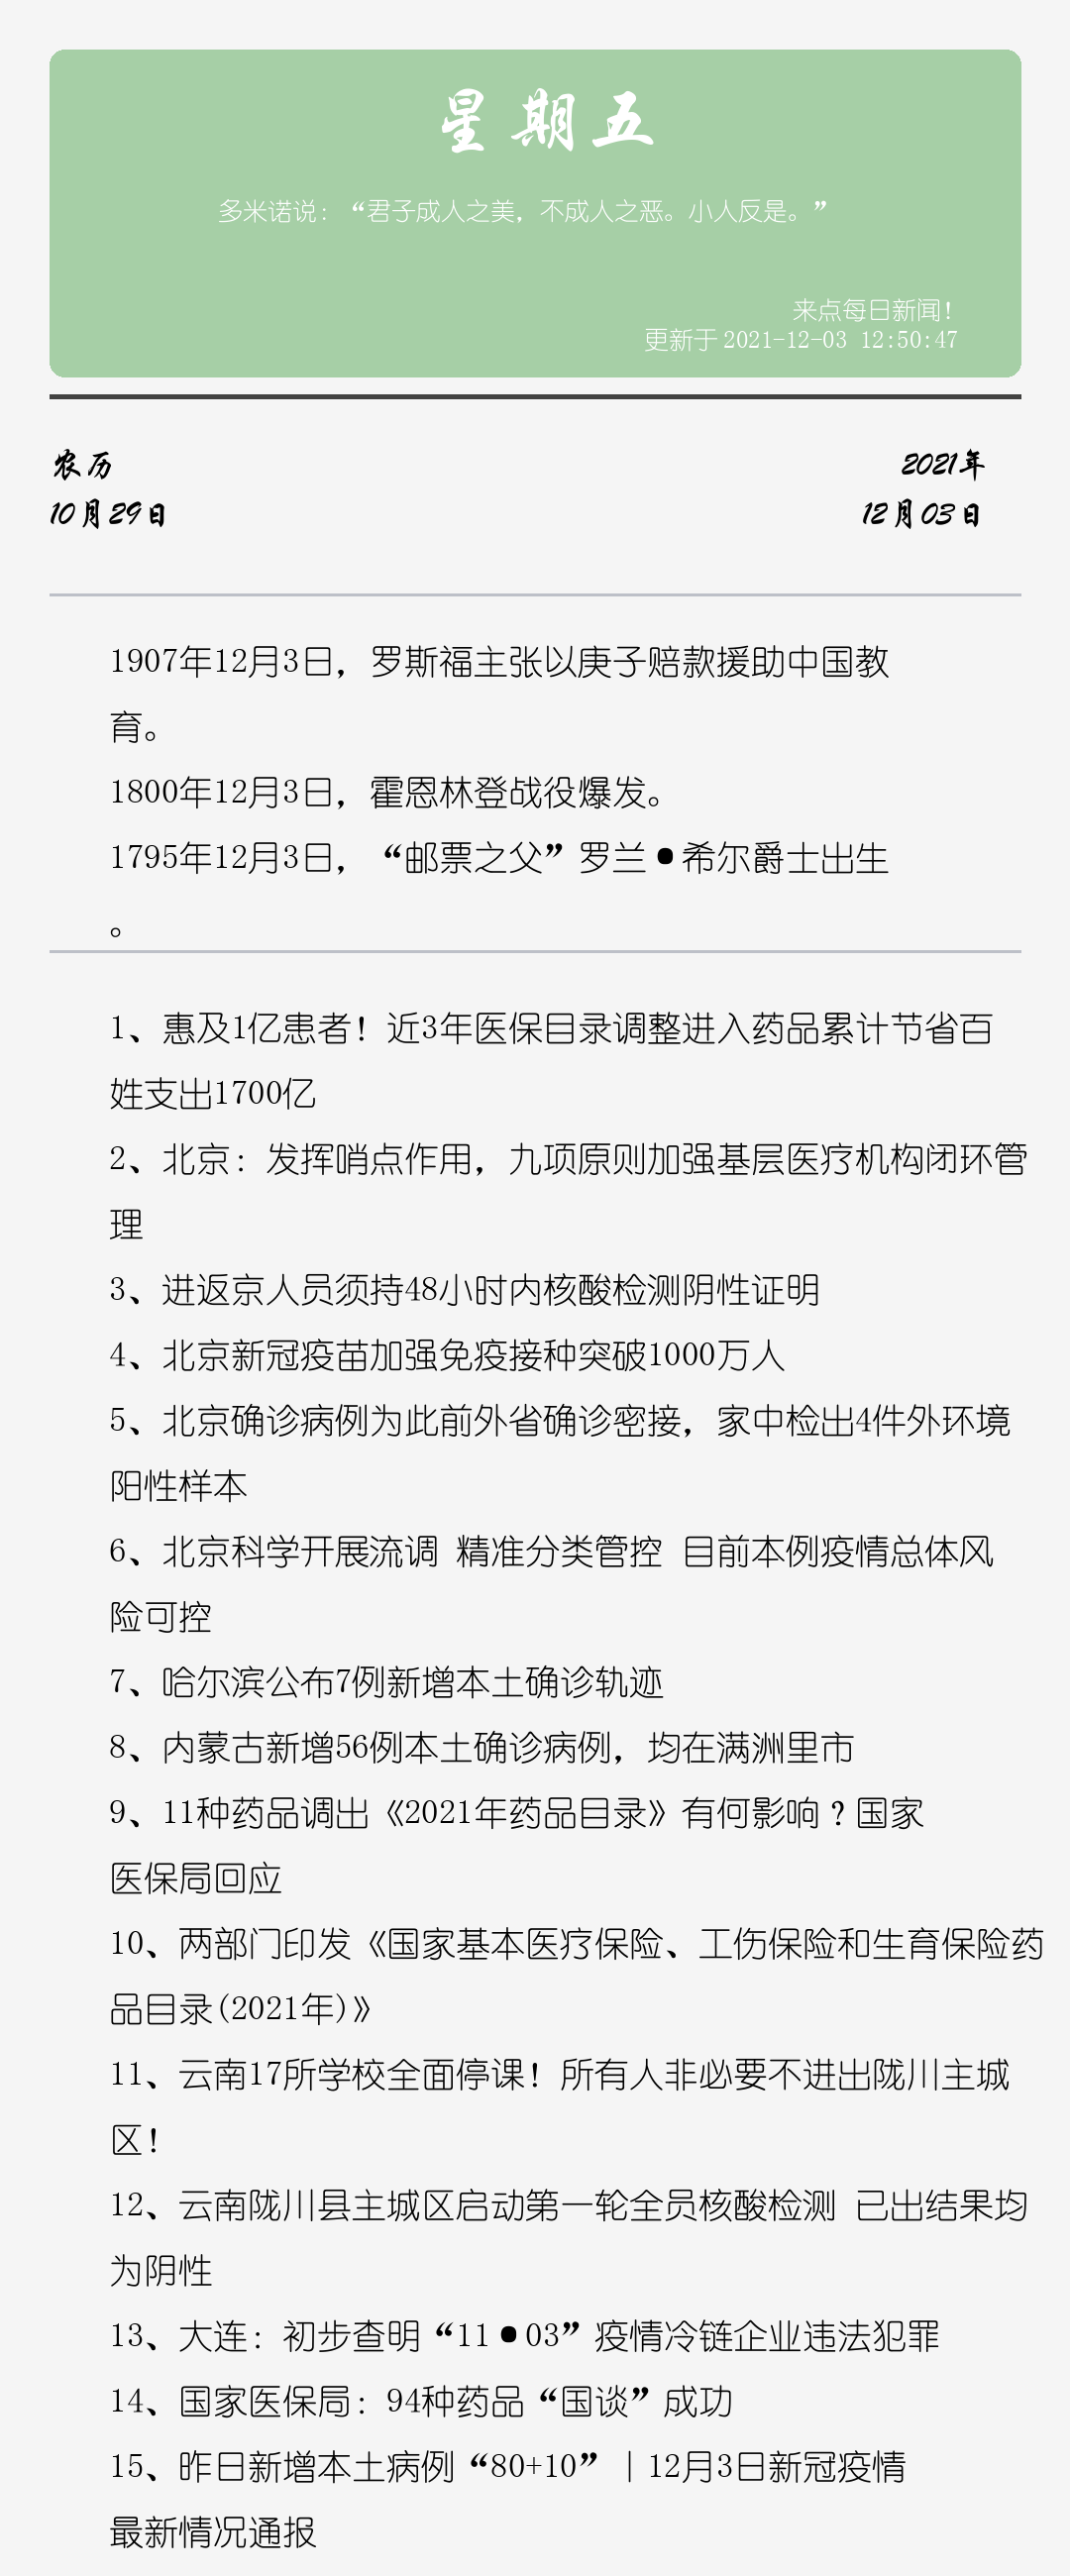 星期五
多米诺说：“君子成人之美，不成人之恶。小人反是。”
来点每日新闻！
更新于 2021-12-03 12:50:47
农历
2021年
10月29日
12月03日
1907年12月3日，罗斯福主张以庚子赔款援助中国教
育。
1800年12月3日，霍恩林登战役爆发。
1795年12月3日，“邮票之父”罗兰•希尔爵士出生
。
1、惠及1亿患者！近3年医保目录调整进入药品累计节省百
姓支出1700亿
2、北京：发挥哨点作用，九项原则加强基层医疗机构闭环管
理
3、进返京人员须持48小时内核酸检测阴性证明
4、北京新冠疫苗加强免疫接种突破1000万人
5、北京确诊病例为此前外省确诊密接，家中检出4件外环境
阳性样本
6、北京科学开展流调 精准分类管控 目前本例疫情总体风
险可控
7、哈尔滨公布7例新增本土确诊轨迹
8、内蒙古新增56例本土确诊病例，均在满洲里市
9、11种药品调出《2021年药品目录》有何影响？国家
医保局回应
10、两部门印发《国家基本医疗保险、工伤保险和生育保险药
品目录(2021年)》
11、云南17所学校全面停课！所有人非必要不进出陇川主城
区！
12、云南陇川县主城区启动第一轮全员核酸检测 已出结果均
为阴性
13、大连：初步查明“11•03”疫情冷链企业违法犯罪
14、国家医保局：94种药品“国谈”成功
15、昨日新增本土病例“80+10”｜12月3日新冠疫情
最新情况通报